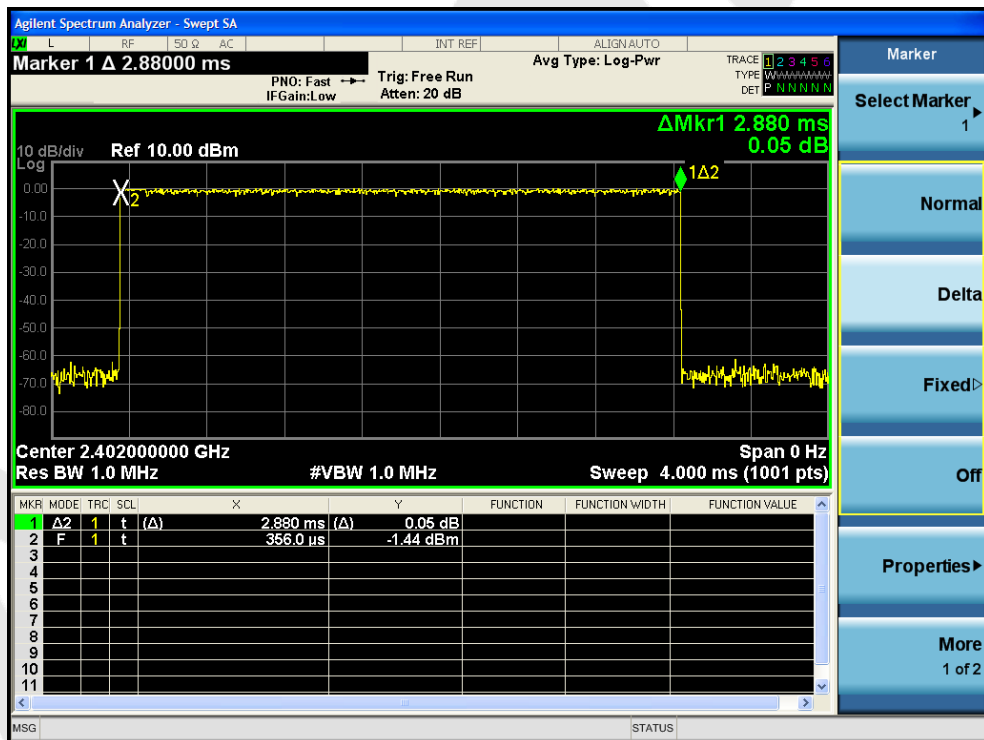 Agilent Spectrum Analyzer - Swept SA
LXI L RF 50 Ω AC INT REF ALIGN AUTO
Marker 1 Δ 2.88000 ms
PNO: Fast
IFGain:Low
Trig: Free Run
Atten: 20 dB
Avg Type: Log-Pwr
TRACE 1 2 3 4 5 6
TYPE W
DET P N N N N N
ΔMkr1 2.880 ms
0.05 dB
10 dB/div Ref 10.00 dBm
Log
0.00
-10.0
-20.0
-30.0
-40.0
-50.0
-60.0
-70.0
-80.0
2
1Δ2
Center 2.402000000 GHz Span 0 Hz
Res BW 1.0 MHz #VBW 1.0 MHz Sweep 4.000 ms (1001 pts)
MKR MODE TRC SCL X Y FUNCTION FUNCTION WIDTH FUNCTION VALUE
1 Δ2 1 t (Δ) 2.880 ms (Δ) 0.05 dB
2 F 1 t 356.0 µs -1.44 dBm
3
4
5
6
7
8
9
10
11
MSG STATUS
Marker
Select Marker
1
Normal
Delta
Fixed
Off
Properties
More
1 of 2